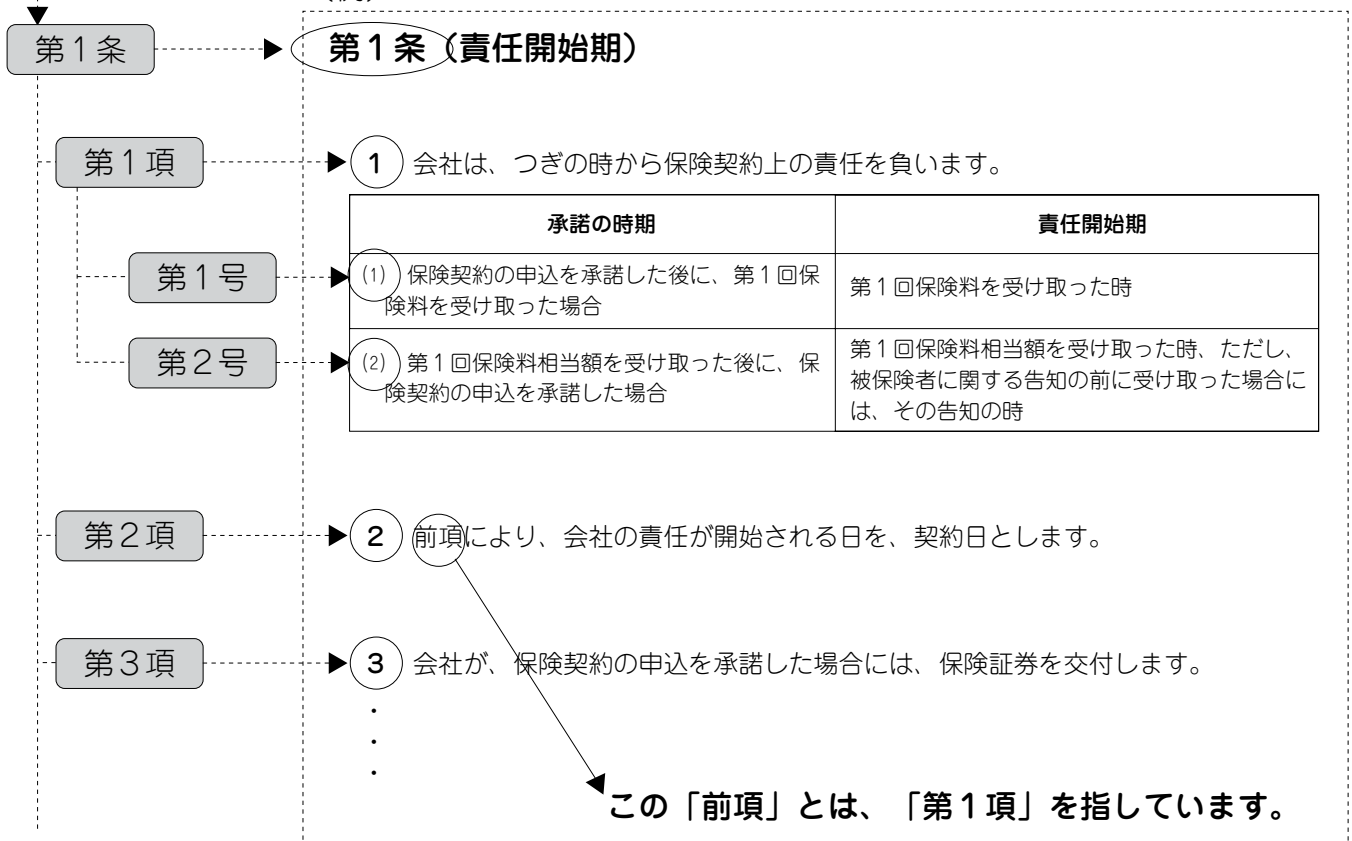 第1条
第1条（責任開始期）
第1項
1 会社は、つぎの時から保険契約上の責任を負います。
承諾の時期
責任開始期
第1号
⑴ 保険契約の申込を承諾した後に、第1回保
険料を受け取った場合
第1回保険料を受け取った時
第2号
⑵ 第1回保険料相当額を受け取った後に、保
険契約の申込を承諾した場合
第1回保険料相当額を受け取った時、ただし、
被保険者に関する告知の前に受け取った場合に
は、その告知の時
第2項
2 前項により、会社の責任が開始される日を、契約日とします。
第3項
3 会社が、保険契約の申込を承諾した場合には、保険証券を交付します。
・
・
・
この「前項」とは、「第1項」を指しています。